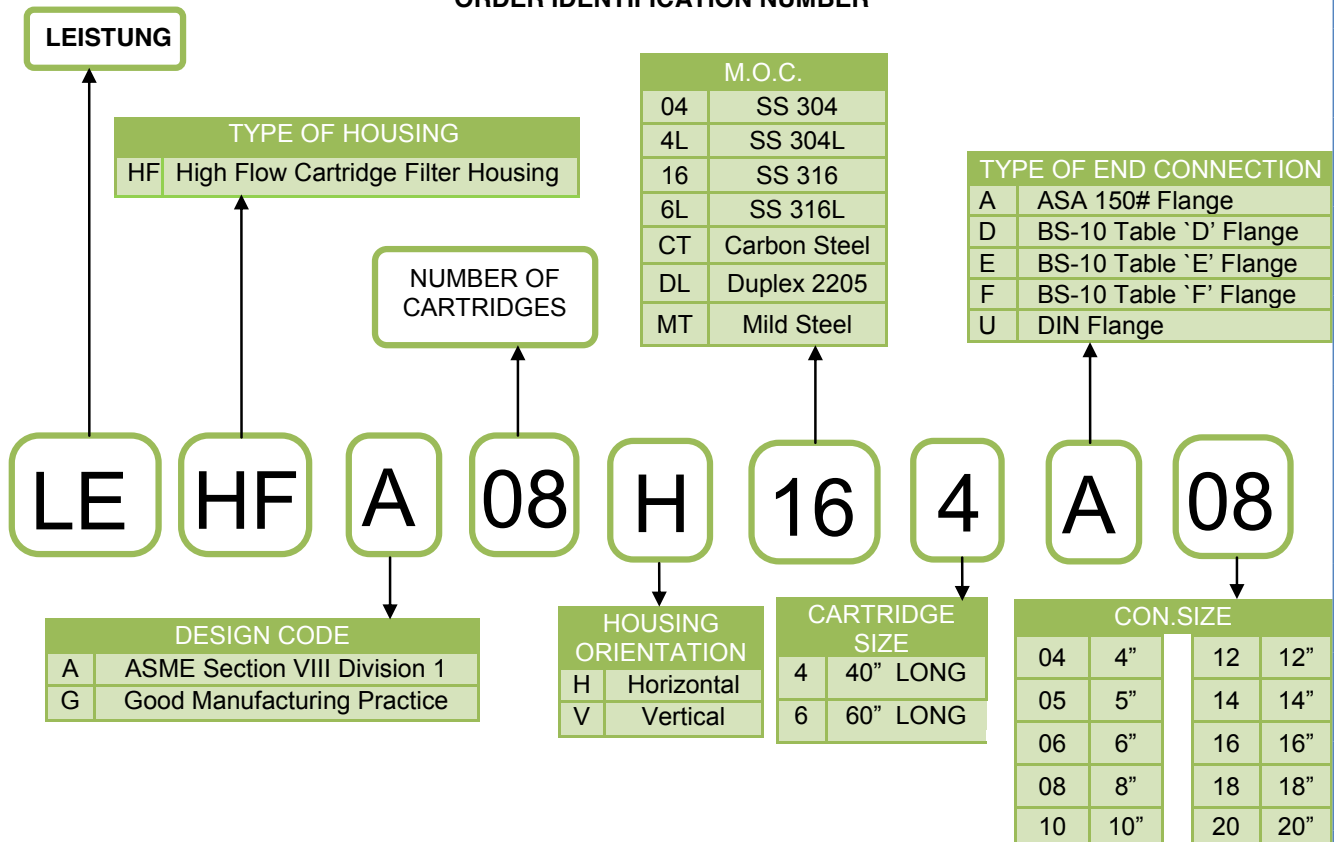 ORDER IDENTIFICATION NUMBER
LEISTUNG
TYPE OF HOUSING
HF High Flow Cartridge Filter Housing
NUMBER OF
CARTRIDGES
M.O.C.
04 SS 304
4L SS 304L
16 SS 316
6L SS 316L
CT Carbon Steel
DL Duplex 2205
MT Mild Steel
TYPE OF END CONNECTION
A ASA 150# Flange
D BS-10 Table `D’ Flange
E BS-10 Table `E’ Flange
F BS-10 Table `F’ Flange
U DIN Flange
LE HF A 08 H 16 4 A 08
DESIGN CODE
A ASME Section VIII Division 1
G Good Manufacturing Practice
HOUSING
ORIENTATION
H Horizontal
V Vertical
CARTRIDGE
SIZE
4 40” LONG
6 60” LONG
CON.SIZE
04 4” 12 12”
05 5” 14 14”
06 6” 16 16”
08 8” 18 18”
10 10” 20 20”